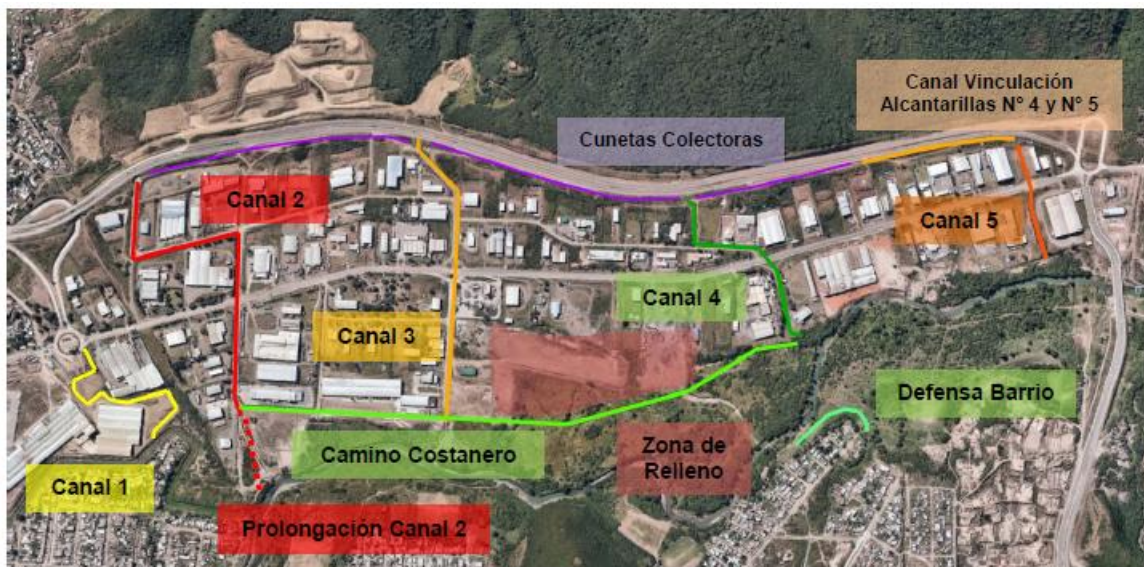 Canal Vinculación
Alcantarillas N° 4 y N° 5
Cunetas Colectoras
Canal 2
Canal 5
Canal 4
Canal 3
Defensa Barrio
Camino Costanero
Zona de
Relleno
Canal 1
Prolongación Canal 2